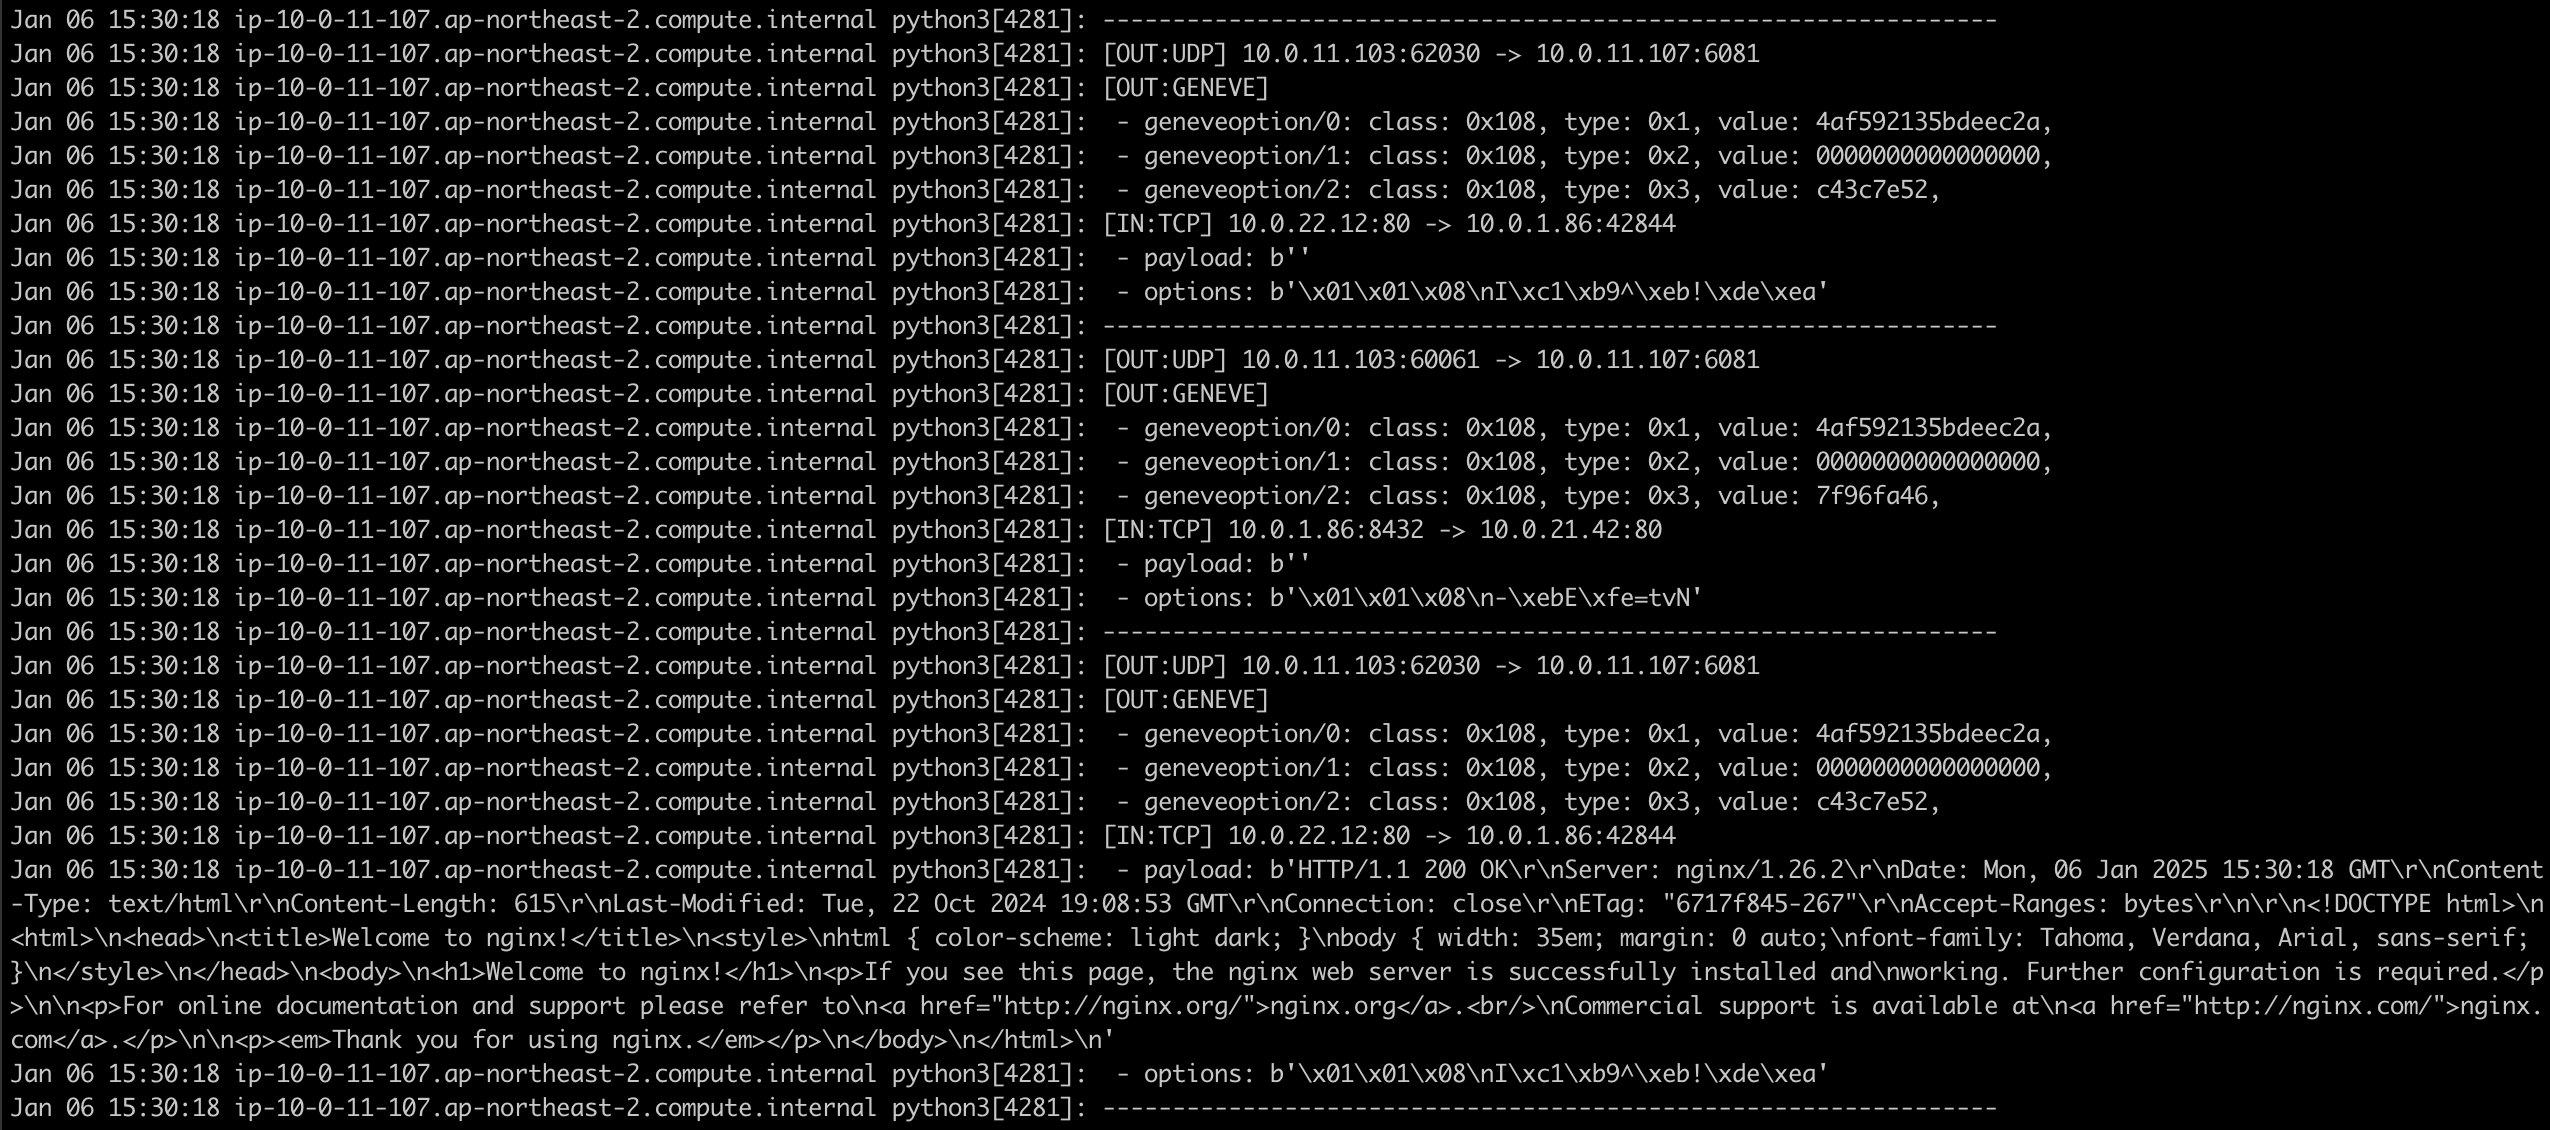 Jan 06 15:30:18 ip-10-0-11-107.ap-northeast-2.compute.internal python3[4281]: ----------------------------------------------------------------
Jan 06 15:30:18 ip-10-0-11-107.ap-northeast-2.compute.internal python3[4281]: [OUT:UDP] 10.0.11.103:62030 -> 10.0.11.107:6081
Jan 06 15:30:18 ip-10-0-11-107.ap-northeast-2.compute.internal python3[4281]: [OUT:GENEVE]
Jan 06 15:30:18 ip-10-0-11-107.ap-northeast-2.compute.internal python3[4281]:  - geneveoption/0: class: 0x108, type: 0x1, value: 4af592135bdeec2a,
Jan 06 15:30:18 ip-10-0-11-107.ap-northeast-2.compute.internal python3[4281]:  - geneveoption/1: class: 0x108, type: 0x2, value: 0000000000000000,
Jan 06 15:30:18 ip-10-0-11-107.ap-northeast-2.compute.internal python3[4281]:  - geneveoption/2: class: 0x108, type: 0x3, value: c43c7e52,
Jan 06 15:30:18 ip-10-0-11-107.ap-northeast-2.compute.internal python3[4281]: [IN:TCP] 10.0.22.12:80 -> 10.0.1.86:42844
Jan 06 15:30:18 ip-10-0-11-107.ap-northeast-2.compute.internal python3[4281]:  - payload: b''
Jan 06 15:30:18 ip-10-0-11-107.ap-northeast-2.compute.internal python3[4281]:  - options: b'\x01\x01\x08\nI\xc1\xb9^\xeb!\xde\xea'
Jan 06 15:30:18 ip-10-0-11-107.ap-northeast-2.compute.internal python3[4281]: ----------------------------------------------------------------
Jan 06 15:30:18 ip-10-0-11-107.ap-northeast-2.compute.internal python3[4281]: [OUT:UDP] 10.0.11.103:60061 -> 10.0.11.107:6081
Jan 06 15:30:18 ip-10-0-11-107.ap-northeast-2.compute.internal python3[4281]: [OUT:GENEVE]
Jan 06 15:30:18 ip-10-0-11-107.ap-northeast-2.compute.internal python3[4281]:  - geneveoption/0: class: 0x108, type: 0x1, value: 4af592135bdeec2a,
Jan 06 15:30:18 ip-10-0-11-107.ap-northeast-2.compute.internal python3[4281]:  - geneveoption/1: class: 0x108, type: 0x2, value: 0000000000000000,
Jan 06 15:30:18 ip-10-0-11-107.ap-northeast-2.compute.internal python3[4281]:  - geneveoption/2: class: 0x108, type: 0x3, value: 7f96fa46,
Jan 06 15:30:18 ip-10-0-11-107.ap-northeast-2.compute.internal python3[4281]: [IN:TCP] 10.0.1.86:8432 -> 10.0.21.42:80
Jan 06 15:30:18 ip-10-0-11-107.ap-northeast-2.compute.internal python3[4281]:  - payload: b''
Jan 06 15:30:18 ip-10-0-11-107.ap-northeast-2.compute.internal python3[4281]:  - options: b'\x01\x01\x08\n-\xebE\xfe=tvN'
Jan 06 15:30:18 ip-10-0-11-107.ap-northeast-2.compute.internal python3[4281]: ----------------------------------------------------------------
Jan 06 15:30:18 ip-10-0-11-107.ap-northeast-2.compute.internal python3[4281]: [OUT:UDP] 10.0.11.103:62030 -> 10.0.11.107:6081
Jan 06 15:30:18 ip-10-0-11-107.ap-northeast-2.compute.internal python3[4281]: [OUT:GENEVE]
Jan 06 15:30:18 ip-10-0-11-107.ap-northeast-2.compute.internal python3[4281]:  - geneveoption/0: class: 0x108, type: 0x1, value: 4af592135bdeec2a,
Jan 06 15:30:18 ip-10-0-11-107.ap-northeast-2.compute.internal python3[4281]:  - geneveoption/1: class: 0x108, type: 0x2, value: 0000000000000000,
Jan 06 15:30:18 ip-10-0-11-107.ap-northeast-2.compute.internal python3[4281]:  - geneveoption/2: class: 0x108, type: 0x3, value: c43c7e52,
Jan 06 15:30:18 ip-10-0-11-107.ap-northeast-2.compute.internal python3[4281]: [IN:TCP] 10.0.22.12:80 -> 10.0.1.86:42844
Jan 06 15:30:18 ip-10-0-11-107.ap-northeast-2.compute.internal python3[4281]:  - payload: b'HTTP/1.1 200 OK\r\nServer: nginx/1.26.2\r\nDate: Mon, 06 Jan 2025 15:30:18 GMT\r\nContent
-Type: text/html\r\nContent-Length: 615\r\nLast-Modified: Tue, 22 Oct 2024 19:08:53 GMT\r\nConnection: close\r\nETag: "6717f845-267"\r\nAccept-Ranges: bytes\r\n\r\n<!DOCTYPE html>\n
<html>\n<head>\n<title>Welcome to nginx!</title>\n<style>\nhtml { color-scheme: light dark; }\nbody { width: 35em; margin: 0 auto;\nfont-family: Tahoma, Verdana, Arial, sans-serif;
}\n</style>\n</head>\n<body>\n<h1>Welcome to nginx!</h1>\n<p>If you see this page, the nginx web server is successfully installed and\nworking. Further configuration is required.</p
>\n\n<p>For online documentation and support please refer to\n<a href="http://nginx.org/">nginx.org</a>.<br/>\nCommercial support is available at\n<a href="http://nginx.com/">nginx.
com</a>.</p>\n\n<p><em>Thank you for using nginx.</em></p>\n</body>\n</html>\n'
Jan 06 15:30:18 ip-10-0-11-107.ap-northeast-2.compute.internal python3[4281]:  - options: b'\x01\x01\x08\nI\xc1\xb9^\xeb!\xde\xea'
Jan 06 15:30:18 ip-10-0-11-107.ap-northeast-2.compute.internal python3[4281]: ----------------------------------------------------------------